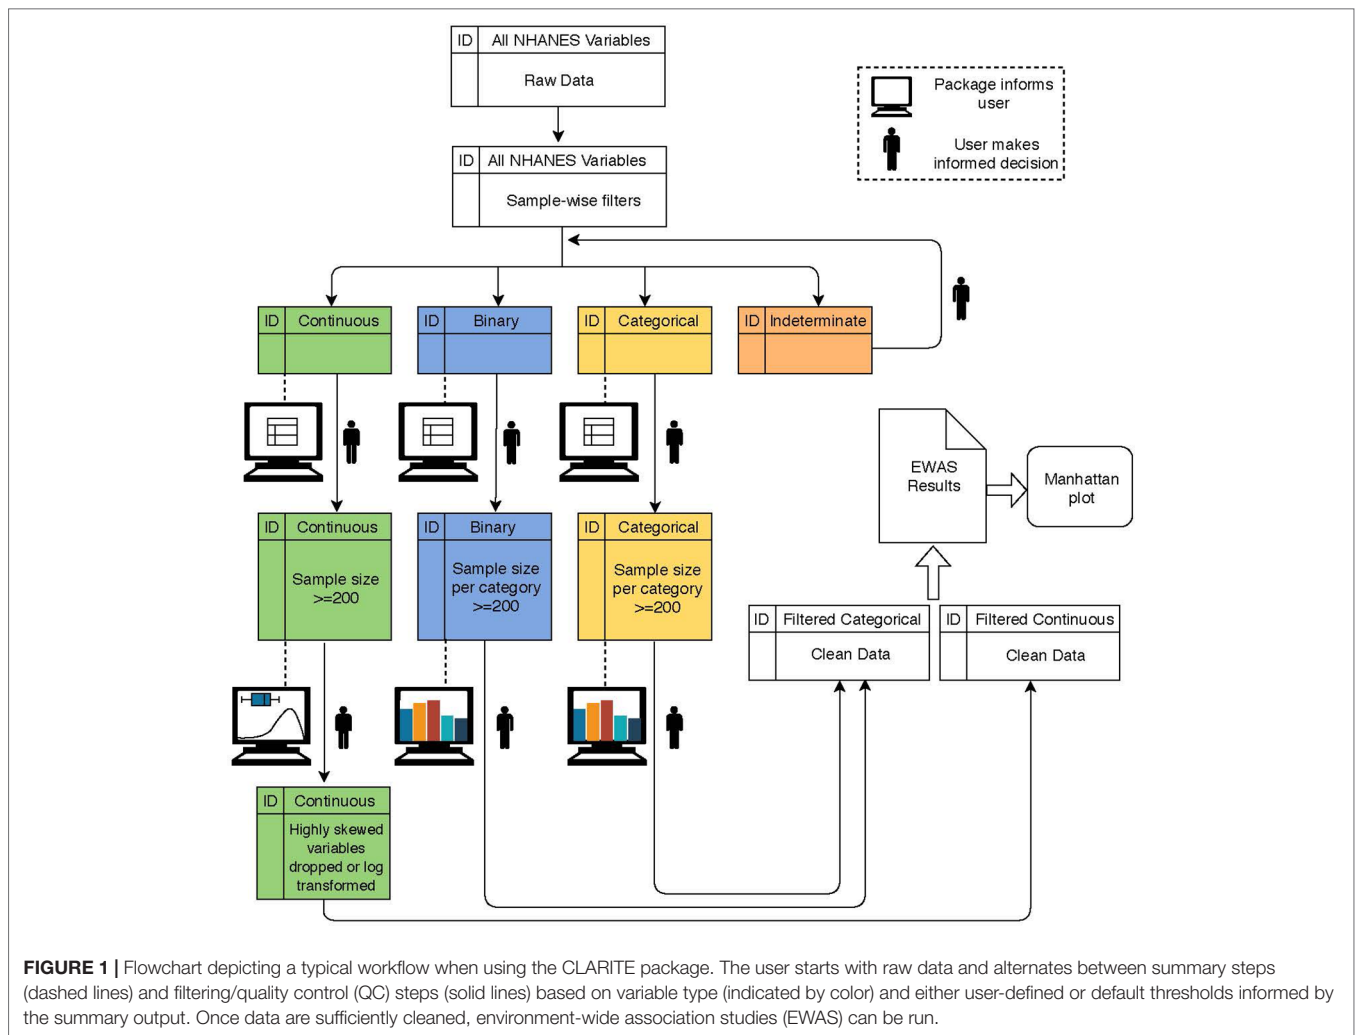 ID All NHANES Variables
Raw Data
Package informs
user
User makes
informed decision
ID All NHANES Variables
Sample-wise filters
ID Continuous
ID Binary
ID Categorical
ID Indeterminate
EWAS
Results
Manhattan
plot
ID Continuous
Sample size
>=200
ID Binary
Sample size
per category
>=200
ID Categorical
Sample size
per category
>=200
ID Filtered Categorical
Clean Data
ID Filtered Continuous
Clean Data
ID Continuous
Highly skewed
variables
dropped or log
transformed
FIGURE 1 | Flowchart depicting a typical workflow when using the CLARITE package. The user starts with raw data and alternates between summary steps
(dashed lines) and filtering/quality control (QC) steps (solid lines) based on variable type (indicated by color) and either user-defined or default thresholds informed by
the summary output. Once data are sufficiently cleaned, environment-wide association studies (EWAS) can be run.